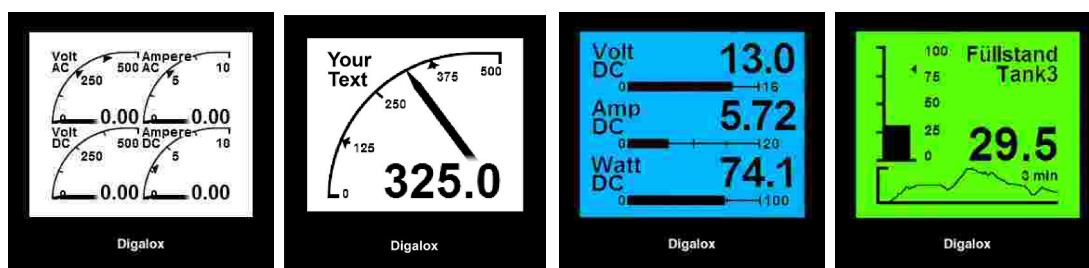 Volt
AC
250
500
0
0.00
Ampere
AC
5
10
0
0.00
Volt
DC
250
500
0
0.00
Ampere
DC
5
10
0
0.00
Digalox
Your
Text
0
125
250
375
500
325.0
Digalox
Volt
DC
13.0
0
16
Amp
DC
5.72
0
20
Watt
DC
74.1
0
100
Digalox
100
75
50
25
0
Füllstand
Tank3
29.5
3 min
Digalox